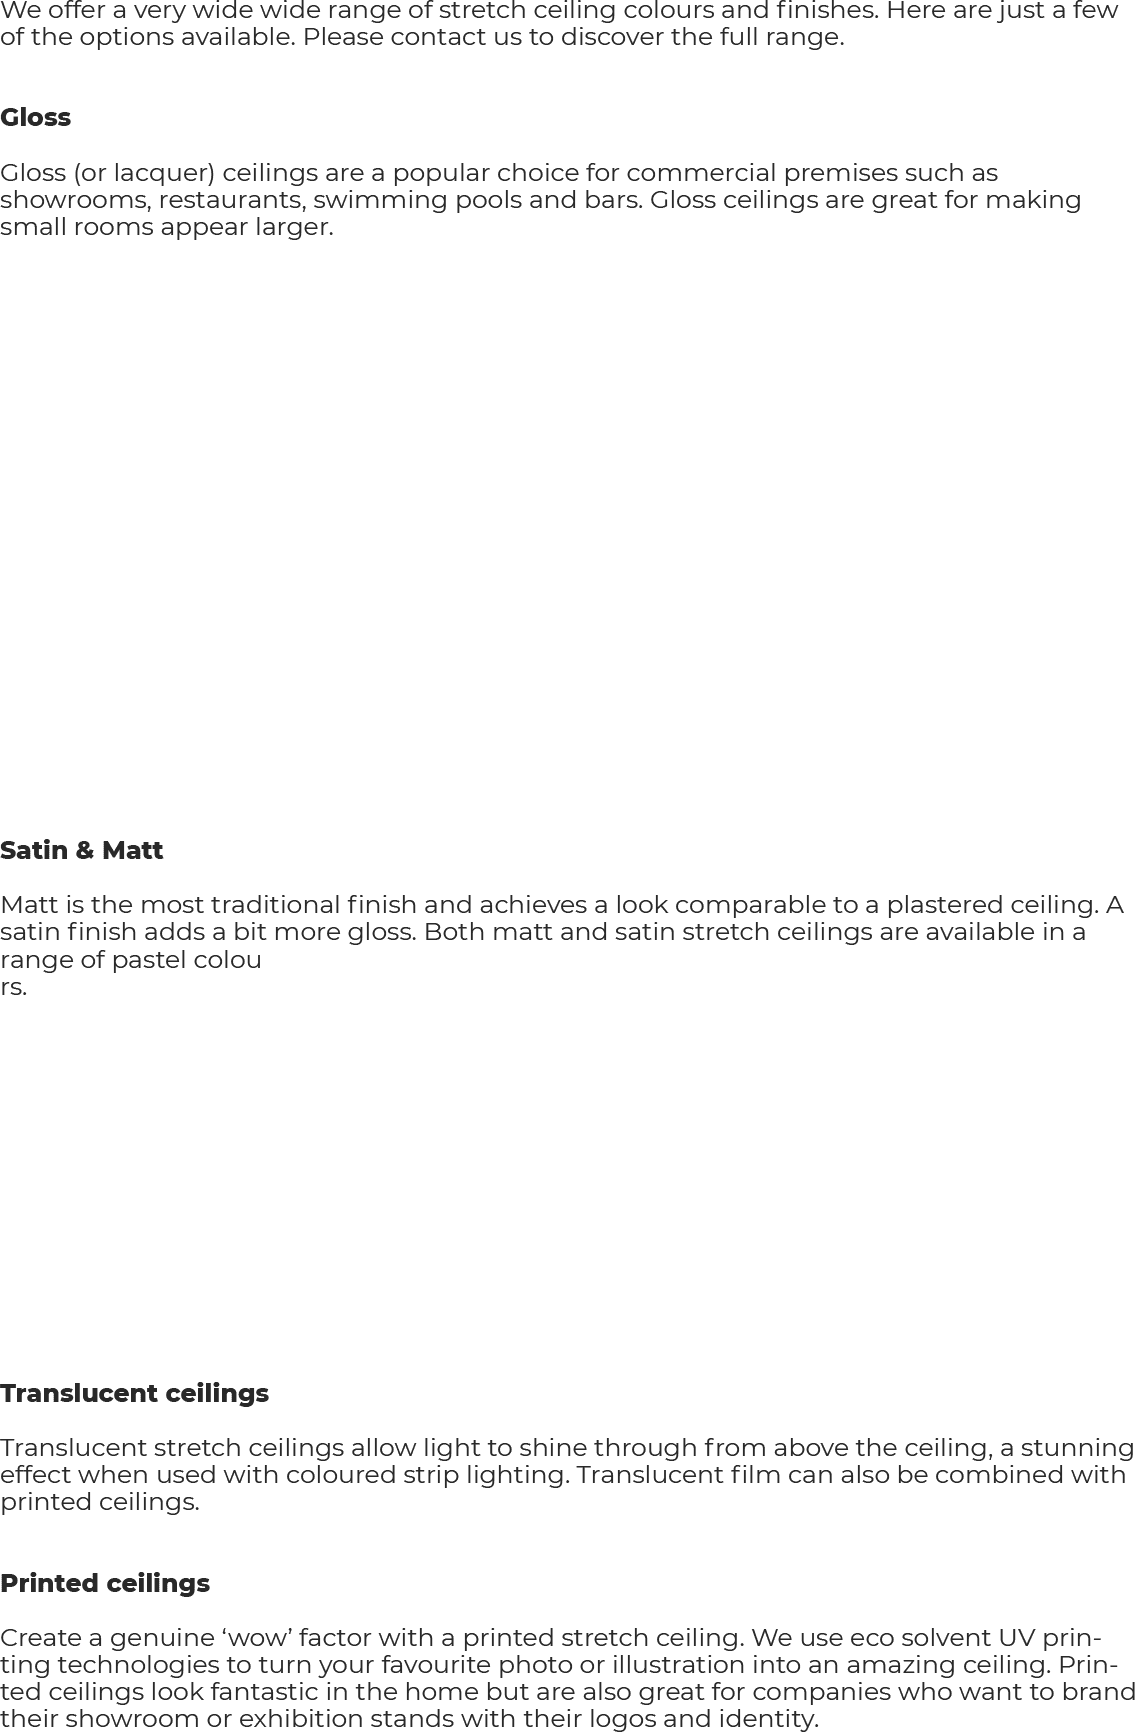 We offer a very wide wide range of stretch ceiling colours and finishes. Here are just a few
of the options available. Please contact us to discover the full range.
Gloss
Gloss (or lacquer) ceilings are a popular choice for commercial premises such as
showrooms, restaurants, swimming pools and bars. Gloss ceilings are great for making
small rooms appear larger.
Satin & Matt
Matt is the most traditional finish and achieves a look comparable to a plastered ceiling. A
satin finish adds a bit more gloss. Both matt and satin stretch ceilings are available in a
range of pastel colou
rs.
Translucent ceilings
Translucent stretch ceilings allow light to shine through from above the ceiling, a stunning
effect when used with coloured strip lighting. Translucent film can also be combined with
printed ceilings.
Printed ceilings
Create a genuine ‘wow’ factor with a printed stretch ceiling. We use eco solvent UV prin-
ting technologies to turn your favourite photo or illustration into an amazing ceiling. Prin-
ted ceilings look fantastic in the home but are also great for companies who want to brand
their showroom or exhibition stands with their logos and identity.